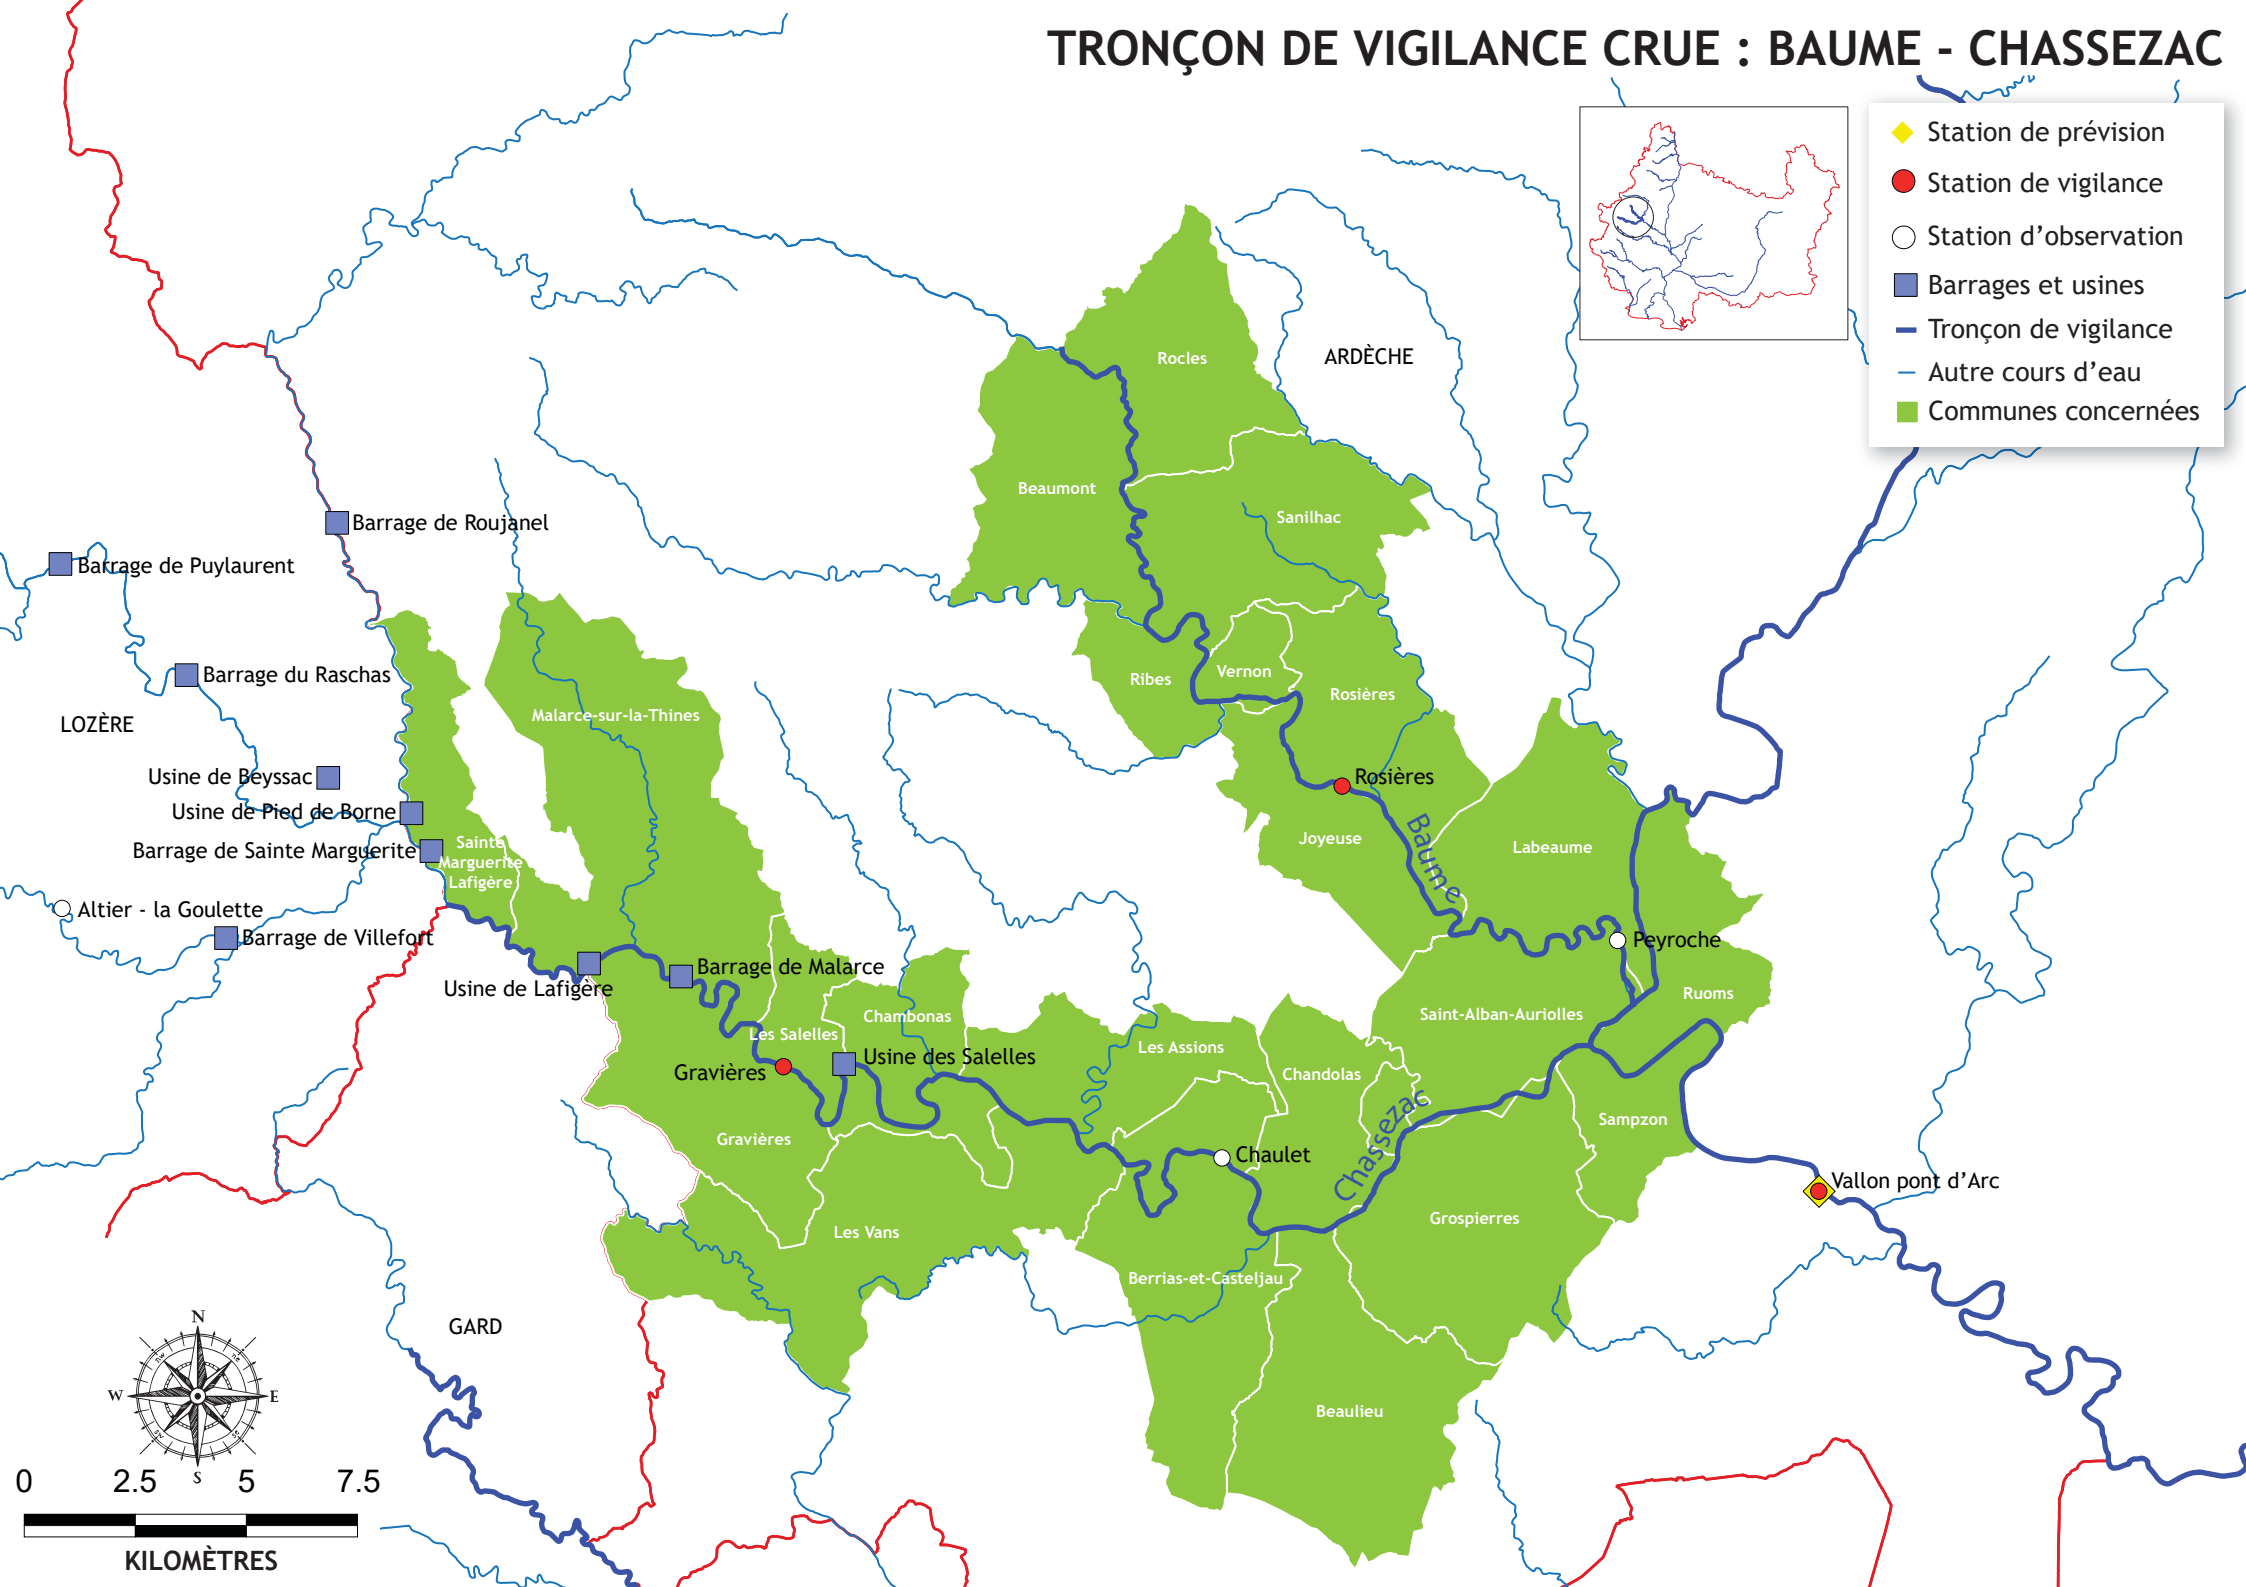 TRONÇON DE VIGILANCE CRUE : BAUME - CHASSEZAC
Station de prévision
Station de vigilance
Station d’observation
Barrages et usines
Tronçon de vigilance
Autre cours d’eau
Communes concernées
ARDÈCHE
Rocles
Beaumont
Sanilhac
Barrage de Roujanel
Barrage de Puylaurent
Barrage du Raschas
LOZÈRE
Malarce-sur-la-Thines
Ribes
Vernon
Rosières
Usine de Beyssac
Rosières
Usine de Pied de Borne
Barrage de Sainte Marguerite
Sainte
Marguerite
Lafigère
Joyeuse
Baume
Labeaume
Altier - la Goulette
Barrage de Villefort
Peyroche
Usine de Lafigère
Barrage de Malarce
Ruoms
Chambonas
Saint-Alban-Auriolles
Les Salelles
Les Assions
Usine des Salelles
Gravières
Chandolas
Sampzon
Gravières
Chaulet
Chassezac
Vallon pont d’Arc
Les Vans
Grospierres
Berrias-et-Casteljau
GARD
Beaulieu
N
nw
ne
W
E
sw
se
S
0 2.5 5 7.5
KILOMÈTRES